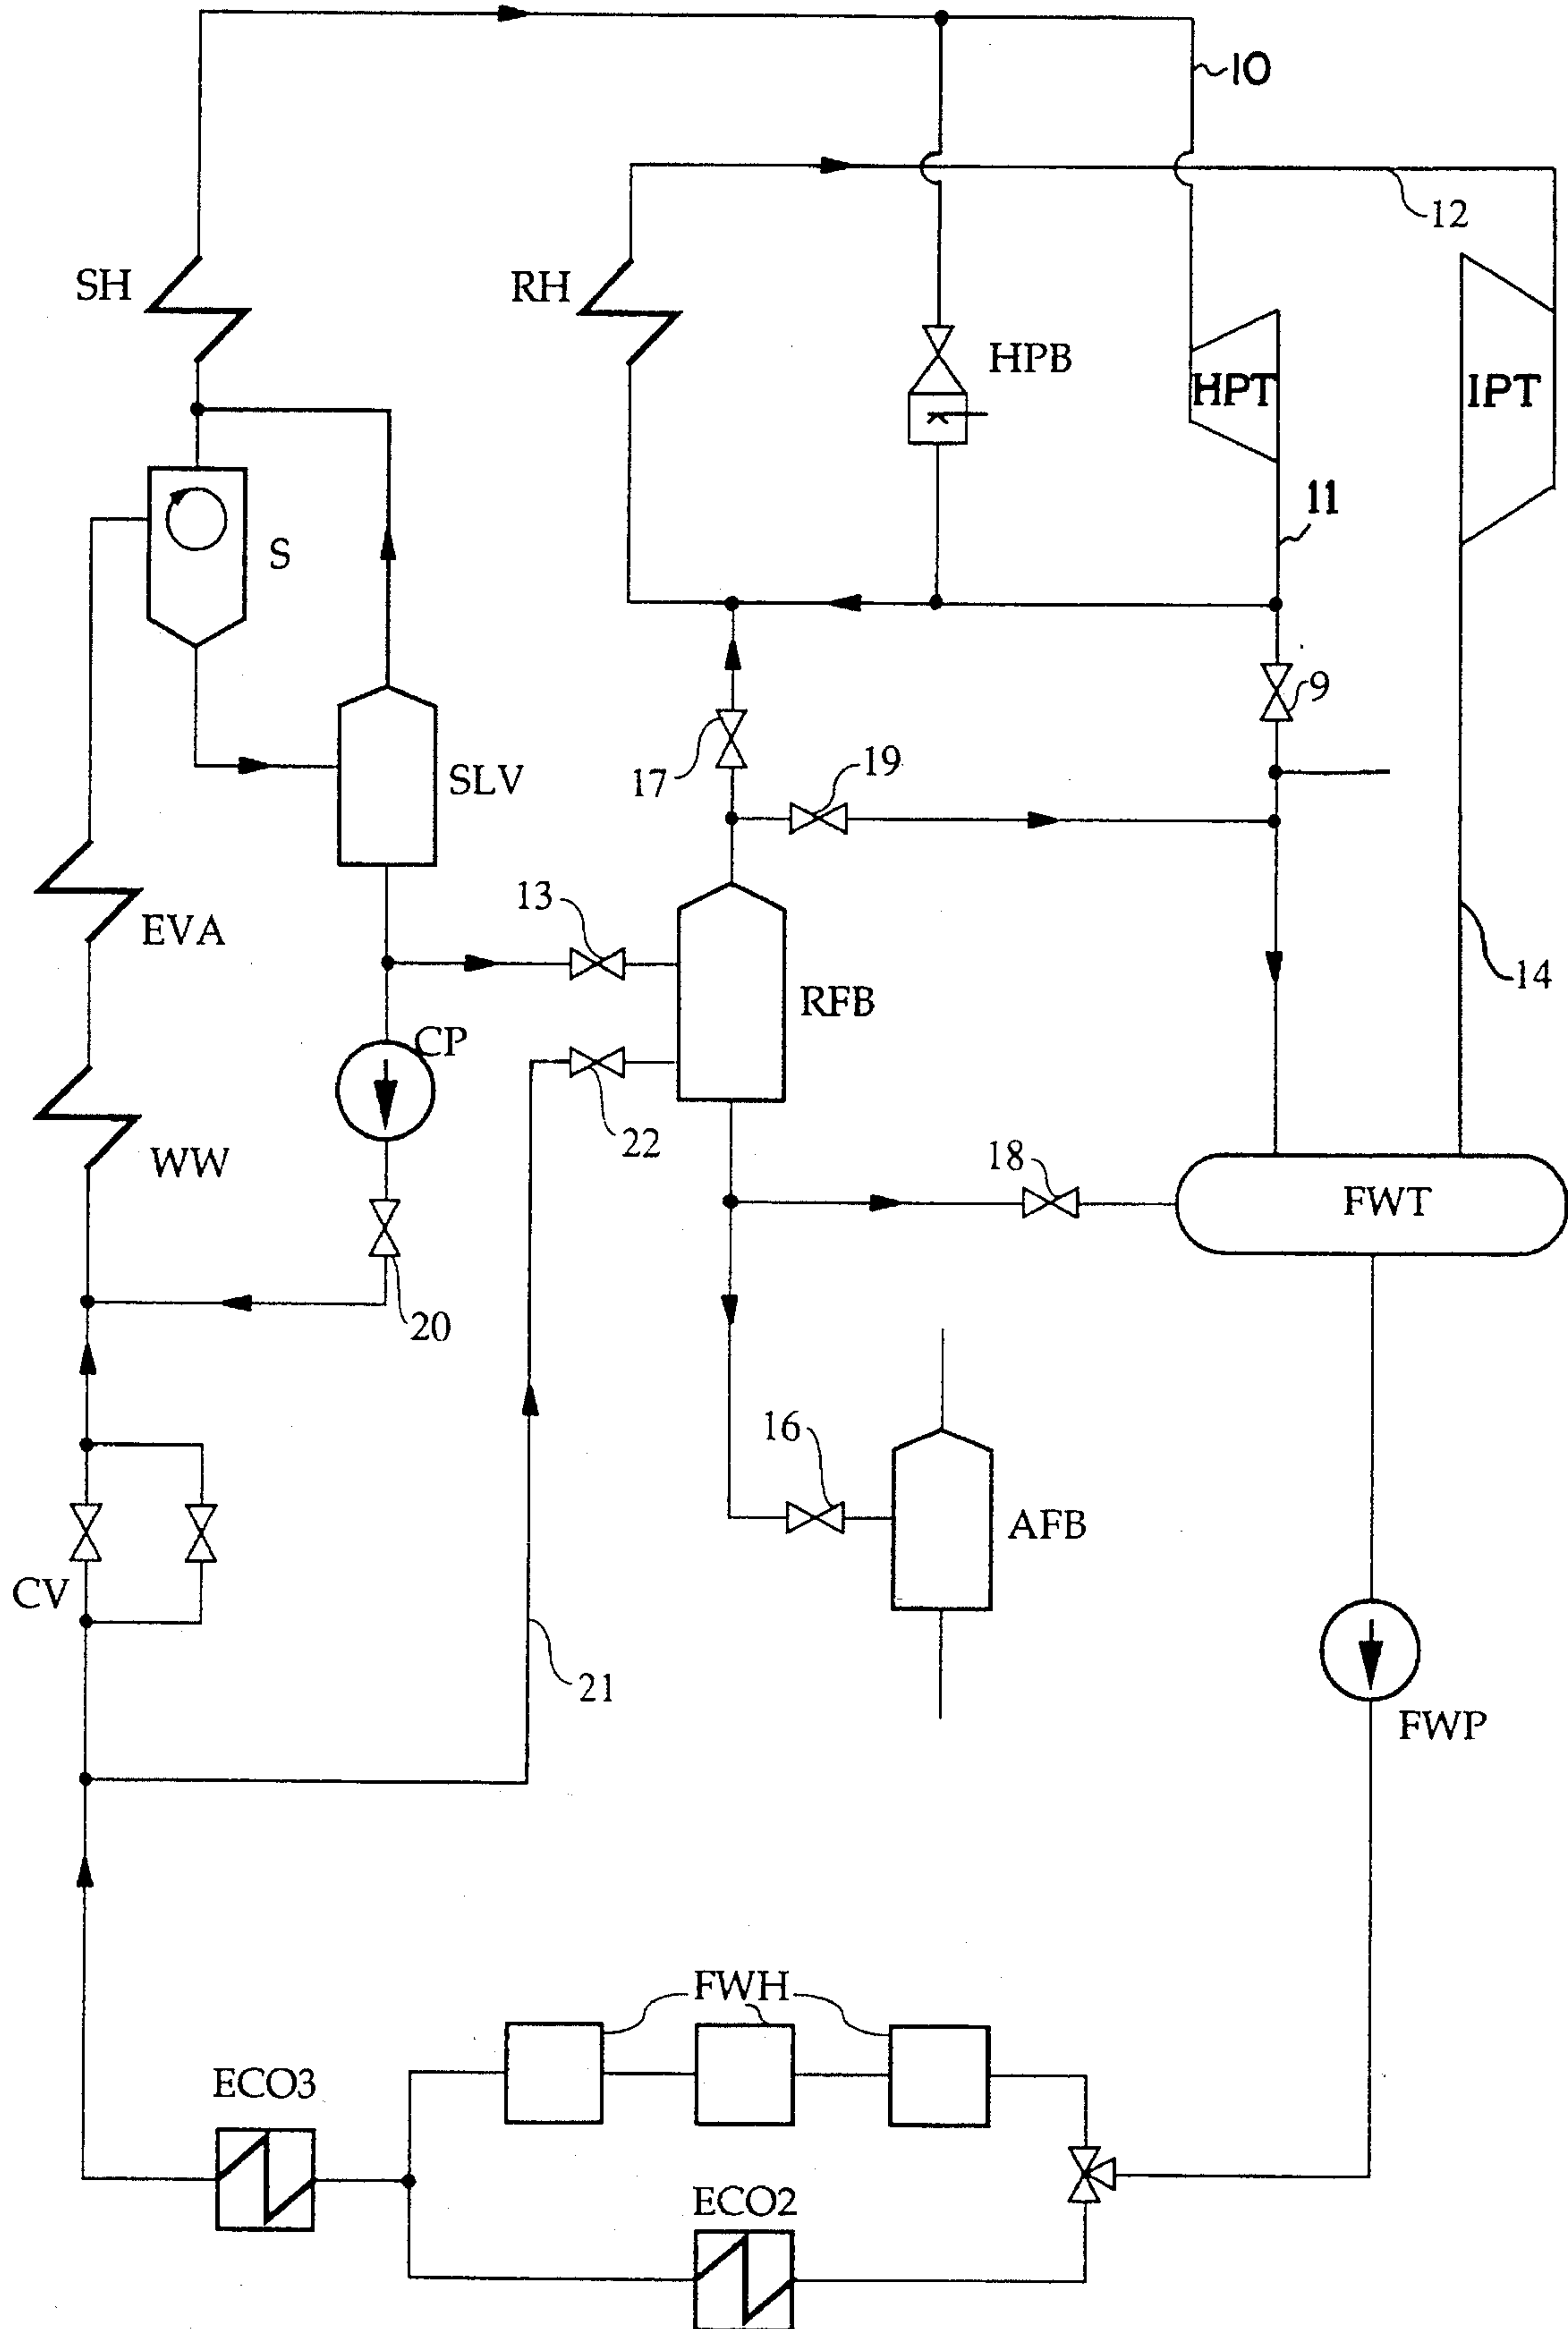 10
12
SH
RH
HPB
HPT
IPT
11
S
9
17
19
SLV
13
EVA
RFB
14
CP
22
WW
18
FWT
20
16
AFB
CV
21
FWP
FWH
ECO3
ECO2